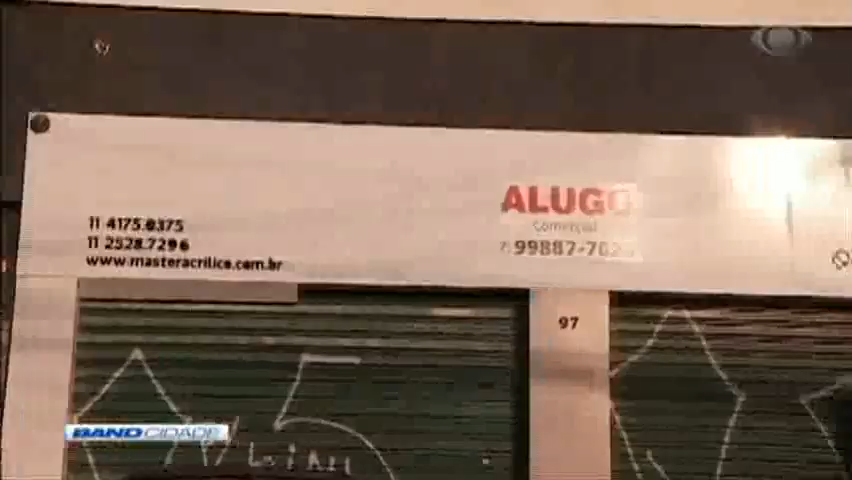 11 4175.0375
11 2528.7296
www.masteracrilico.com.br
ALUGO
Comercial
97
BAND CIDADE